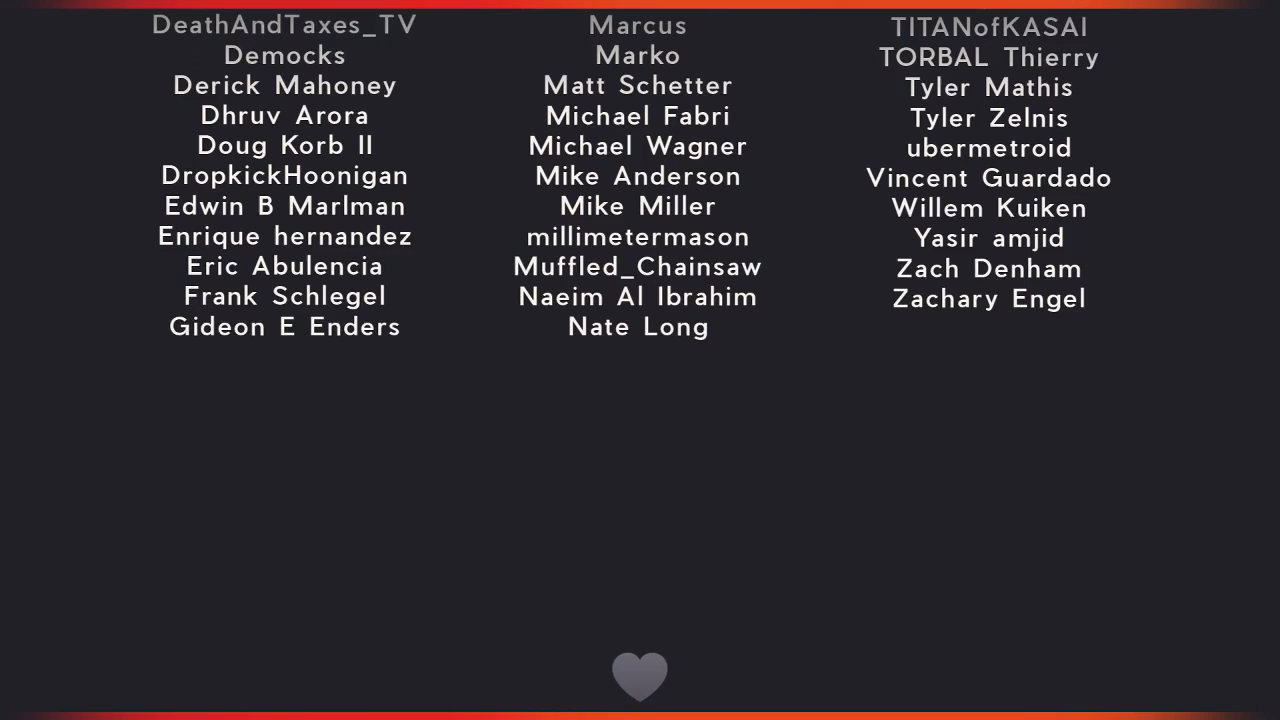 DeathAndTaxes_TV
Democks
Derick Mahoney
Dhruv Arora
Doug Korb II
DropkickHoonigan
Edwin B Marlman
Enrique hernandez
Eric Abulencia
Frank Schlegel
Gideon E Enders
Marcus
Marko
Matt Schetter
Michael Fabri
Michael Wagner
Mike Anderson
Mike Miller
millimetermason
Muffled_Chainsaw
Naeim Al Ibrahim
Nate Long
TITANofKASAI
TORBAL Thierry
Tyler Mathis
Tyler Zelnis
ubermetroid
Vincent Guardado
Willem Kuiken
Yasir amjid
Zach Denham
Zachary Engel